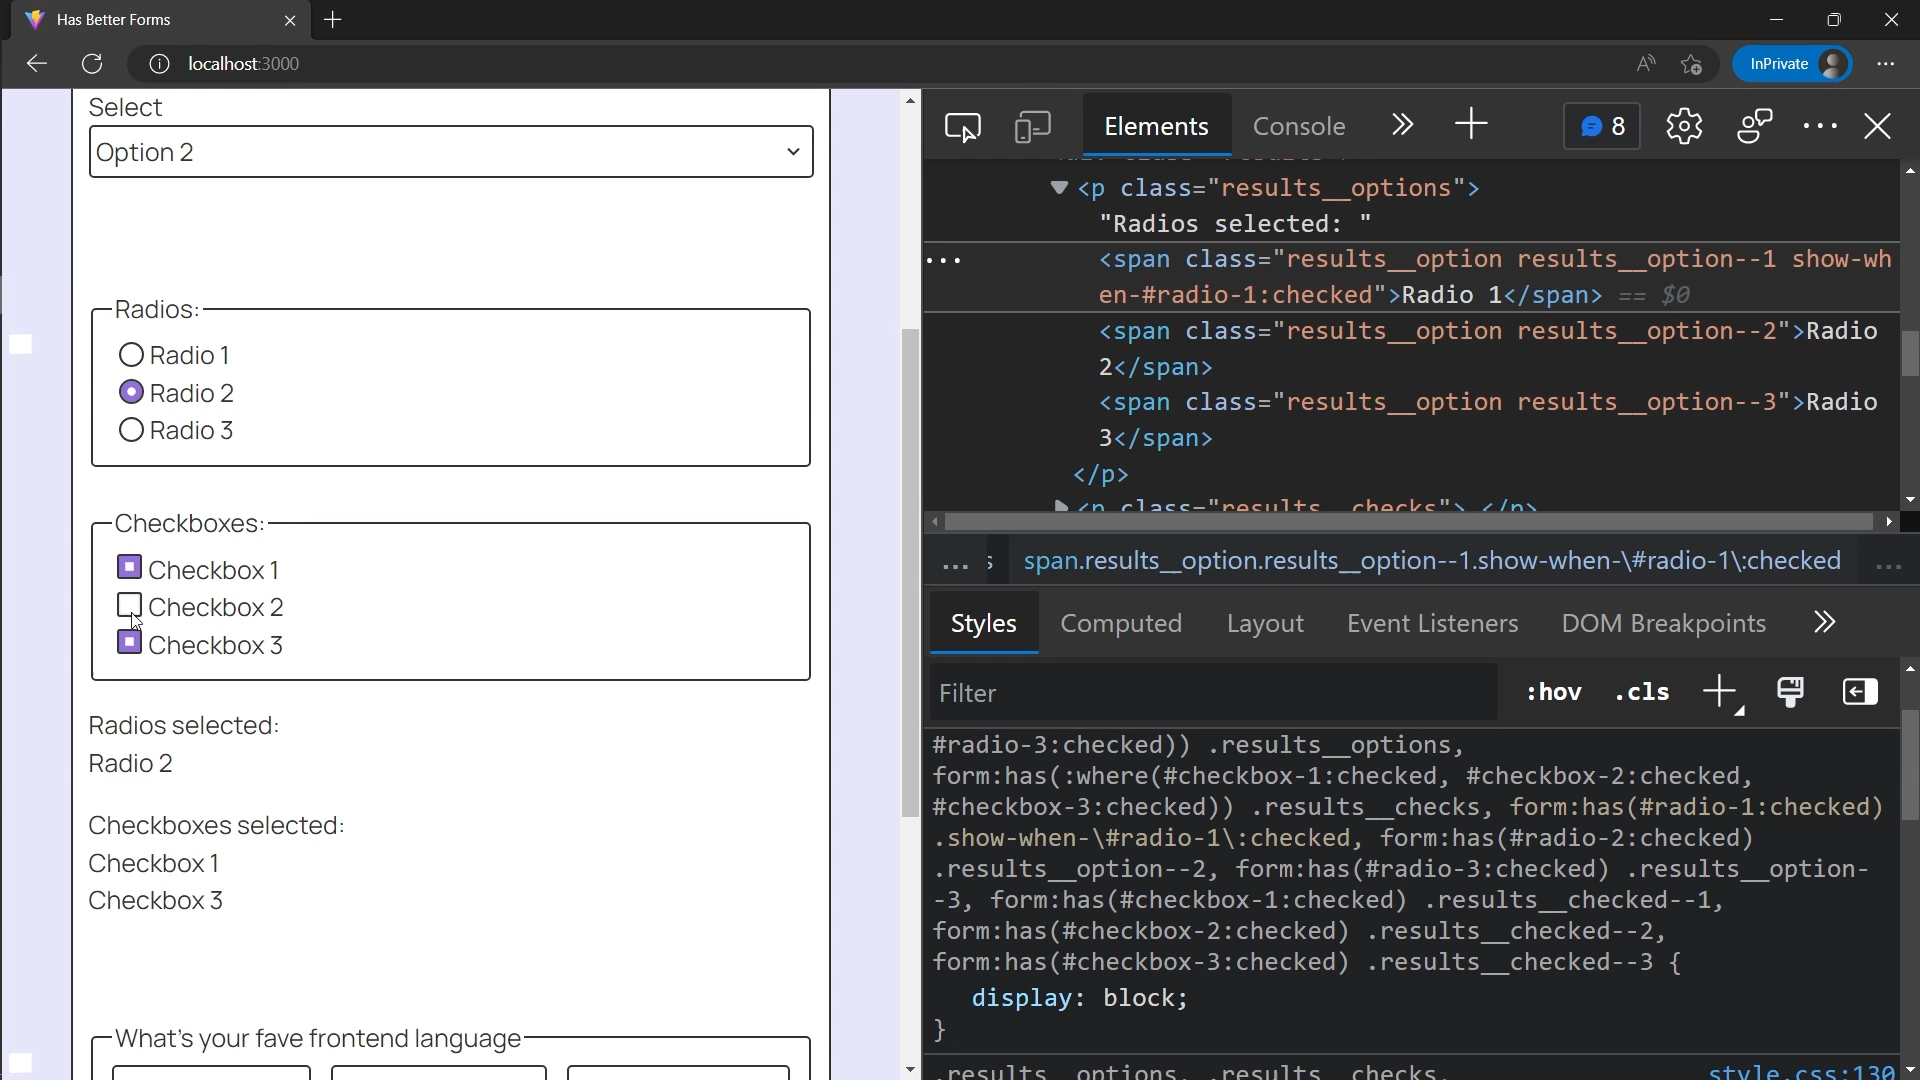 Has Better Forms
localhost:3000
InPrivate
Select
Option 2
Radios:
Radio 1
Radio 2
Radio 3
Checkboxes:
Checkbox 1
Checkbox 2
Checkbox 3
Radios selected:
Radio 2
Checkboxes selected:
Checkbox 1
Checkbox 3
What's your fave frontend language
Elements Console 8
<p class="results__options">
"Radios selected: "
<span class="results__option results__option--1 show-wh
en-#radio-1:checked">Radio 1</span> == $0
<span class="results__option results__option--2">Radio
2</span>
<span class="results__option results__option--3">Radio
3</span>
</p>
<p class="results__checks"> </p>
... s span.results__option.results__option--1.show-when-\#radio-1\:checked ...
Styles Computed Layout Event Listeners DOM Breakpoints
Filter :hov .cls
#radio-3:checked)) .results__options,
form:has(:where(#checkbox-1:checked, #checkbox-2:checked,
#checkbox-3:checked)) .results__checks, form:has(#radio-1:checked)
.show-when-\#radio-1\:checked, form:has(#radio-2:checked)
.results__option--2, form:has(#radio-3:checked) .results__option-
-3, form:has(#checkbox-1:checked) .results__checked--1,
form:has(#checkbox-2:checked) .results__checked--2,
form:has(#checkbox-3:checked) .results__checked--3 {
display: block;
}
.results__options, .results__checks, style.css:130